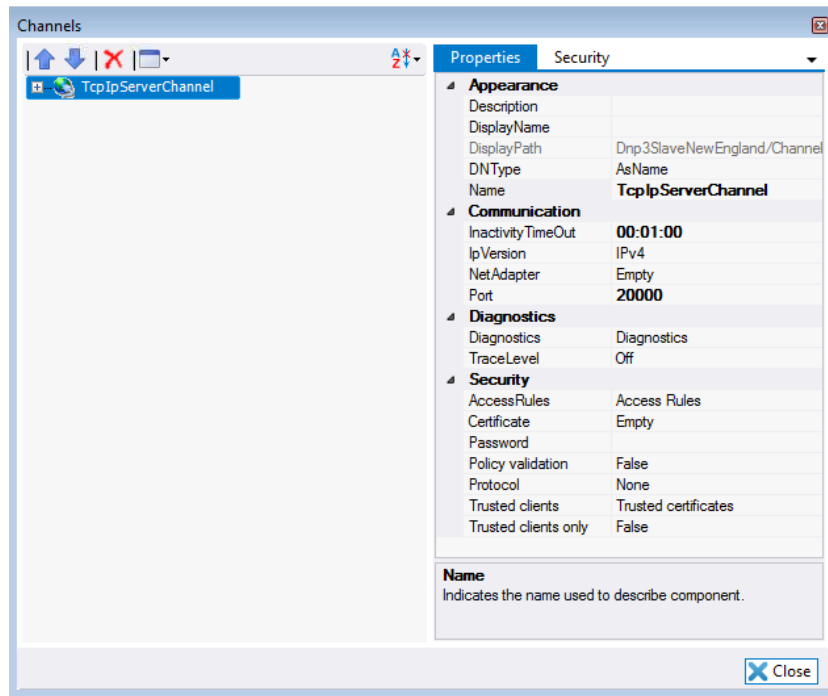 Channels
TcpIpServerChannel
Properties Security
Appearance
Description
DisplayName
DisplayPath Dnp3SlaveNewEngland/Channel
DNType AsName
Name TcpIpServerChannel
Communication
InactivityTimeOut 00:01:00
IpVersion IPv4
NetAdapter Empty
Port 20000
Diagnostics
Diagnostics Diagnostics
TraceLevel Off
Security
AccessRules Access Rules
Certificate Empty
Password
Policy validation False
Protocol None
Trusted clients Trusted certificates
Trusted clients only False
Name
Indicates the name used to describe component.
Close